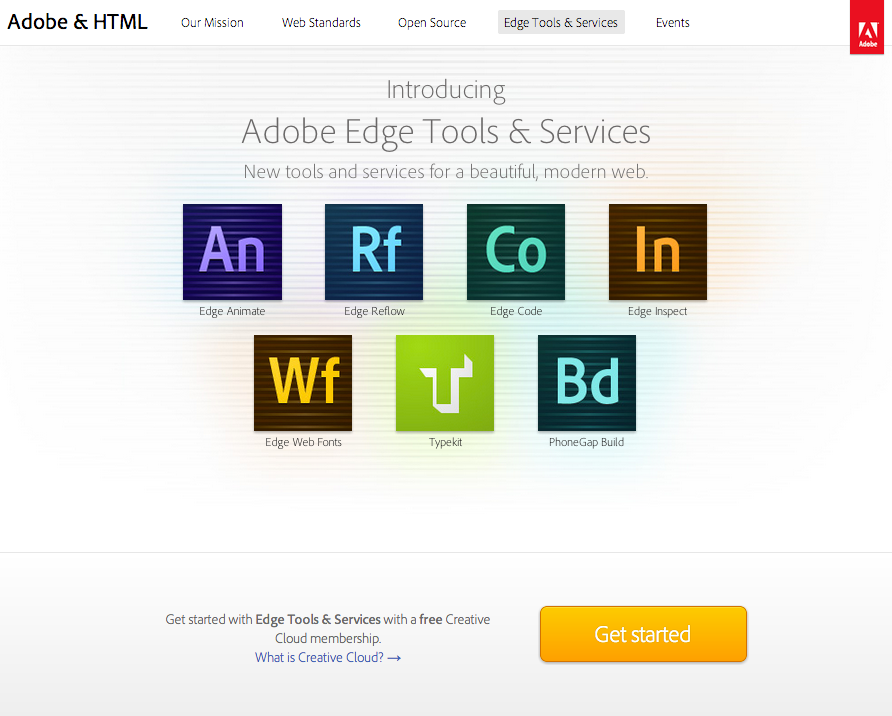 Adobe & HTML
Our Mission
Web Standards
Open Source
Edge Tools & Services
Events
Adobe
Introducing
Adobe Edge Tools & Services
New tools and services for a beautiful, modern web.
An
Rf
Co
In
Edge Animate
Edge Reflow
Edge Code
Edge Inspect
Wf
Bd
Edge Web Fonts
Typekit
PhoneGap Build
Get started with Edge Tools & Services with a free Creative
Cloud membership.
What is Creative Cloud? →
Get started